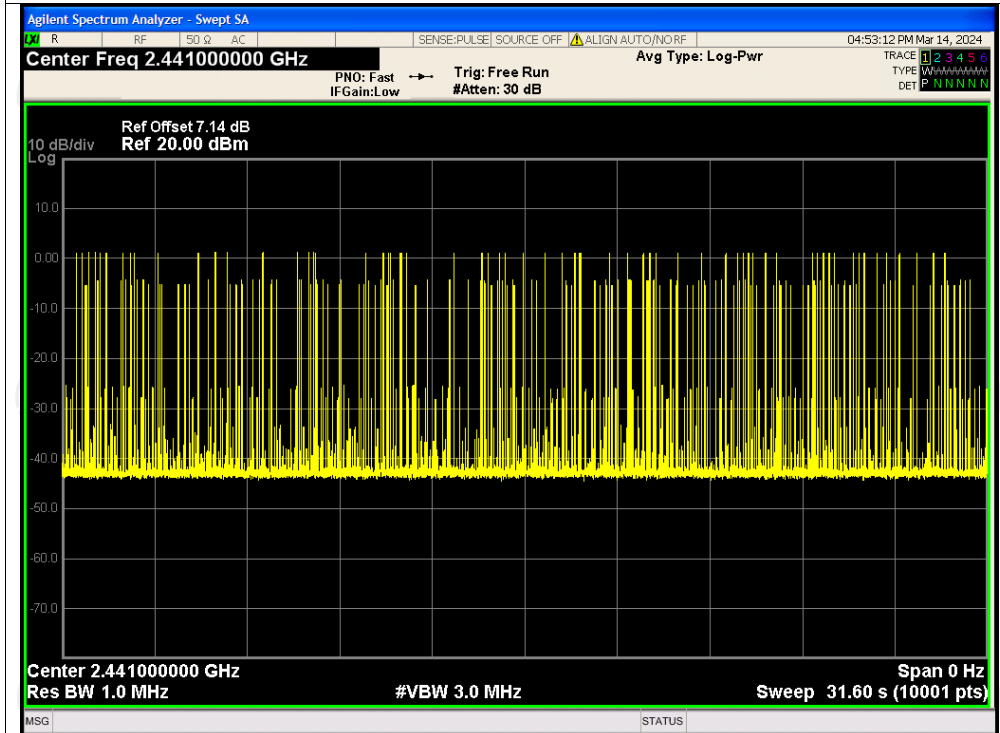 Agilent Spectrum Analyzer - Swept SA
LXI R RF 50 Ω AC SENSE:PULSE SOURCE OFF ALIGN AUTO/NO RF 04:53:12 PM Mar 14, 2024
Center Freq 2.441000000 GHz Avg Type: Log-Pwr TRACE 1 2 3 4 5 6
PNO: Fast Trig: Free Run TYPE W
IFGain:Low #Atten: 30 dB DET P N N N N N
Ref Offset 7.14 dB
10 dB/div Ref 20.00 dBm
Log
10.0
0.00
-10.0
-20.0
-30.0
-40.0
-50.0
-60.0
-70.0
Center 2.441000000 GHz Span 0 Hz
Res BW 1.0 MHz #VBW 3.0 MHz Sweep 31.60 s (10001 pts)
MSG STATUS